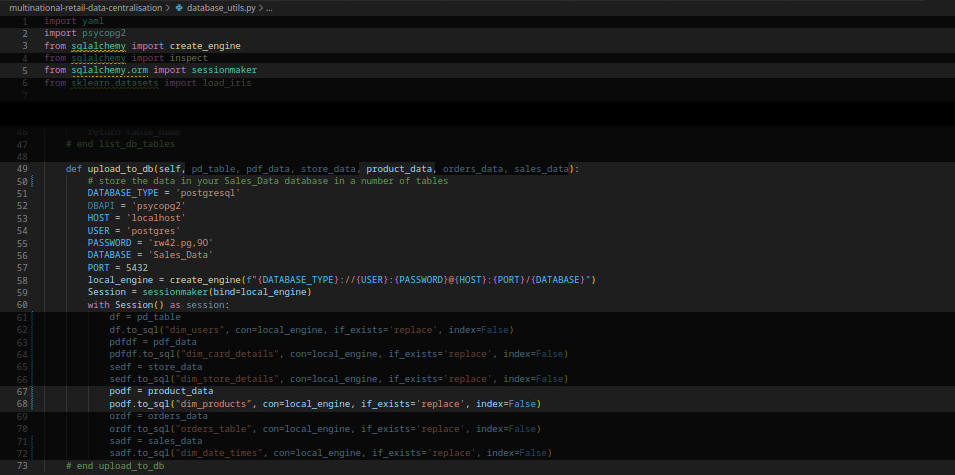 multinational-retail-data-centralisation > database_utils.py > ...
1 import yaml
2 import psycopg2
3 from sqlalchemy import create_engine
4 from sqlalchemy import inspect
5 from sqlalchemy.orm import sessionmaker
6 from sklearn.datasets import load_iris
7
46 return table_name
47 # end list_db_tables
48
49 def upload_to_db(self, pd_table, pdf_data, store_data, product_data, orders_data, sales_data):
50 # store the data in your Sales_Data database in a number of tables
51 DATABASE_TYPE = 'postgresql'
52 DBAPI = 'psycopg2'
53 HOST = 'localhost'
54 USER = 'postgres'
55 PASSWORD = 'rw42.pg,90'
56 DATABASE = 'Sales_Data'
57 PORT = 5432
58 local_engine = create_engine(f"{DATABASE_TYPE}://{USER}:{PASSWORD}@{HOST}:{PORT}/{DATABASE}")
59 Session = sessionmaker(bind=local_engine)
60 with Session() as session:
61 df = pd_table
62 df.to_sql("dim_users", con=local_engine, if_exists='replace', index=False)
63 pdfdf = pdf_data
64 pdfdf.to_sql("dim_card_details", con=local_engine, if_exists='replace', index=False)
65 sedf = store_data
66 sedf.to_sql("dim_store_details", con=local_engine, if_exists='replace', index=False)
67 podf = product_data
68 podf.to_sql("dim_products", con=local_engine, if_exists='replace', index=False)
69 ordf = orders_data
70 ordf.to_sql("orders_table", con=local_engine, if_exists='replace', index=False)
71 sadf = sales_data
72 sadf.to_sql("dim_date_times", con=local_engine, if_exists='replace', index=False)
73 # end upload_to_db